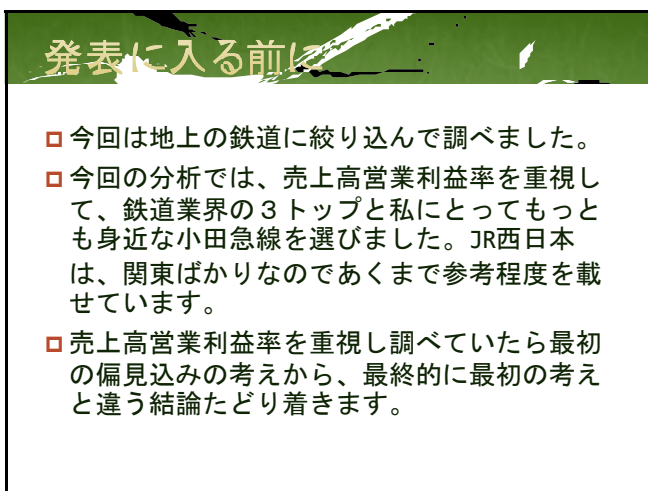 発表に入る前に
今回は地上の鉄道に絞り込んで調べました。
今回の分析では、売上高営業利益率を重視し
て、鉄道業界の３トップと私にとってもっと
も身近な小田急線を選びました。JR西日本
は、関東ばかりなのであくまで参考程度を載
せています。
売上高営業利益率を重視し調べていたら最初
の偏見込みの考えから、最終的に最初の考え
と違う結論たどり着きます。